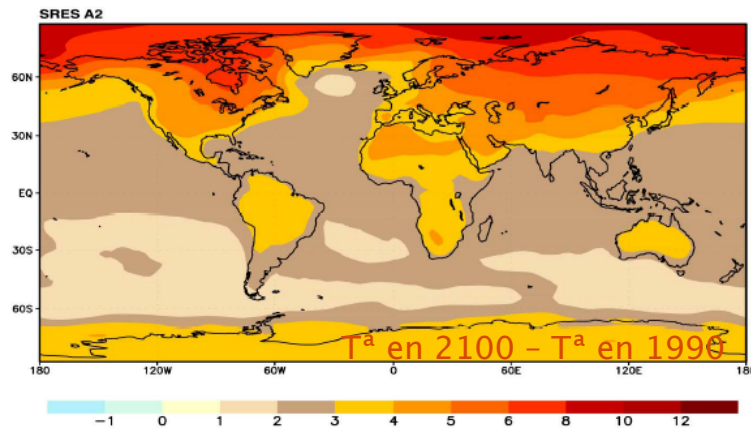 SRES A2
60N
30N
EQ
30S
60S
Tª en 2100 – Tª en 1990
180 120W 60W 0 60E 120E 180
−1 0 1 2 3 4 5 6 8 10 12